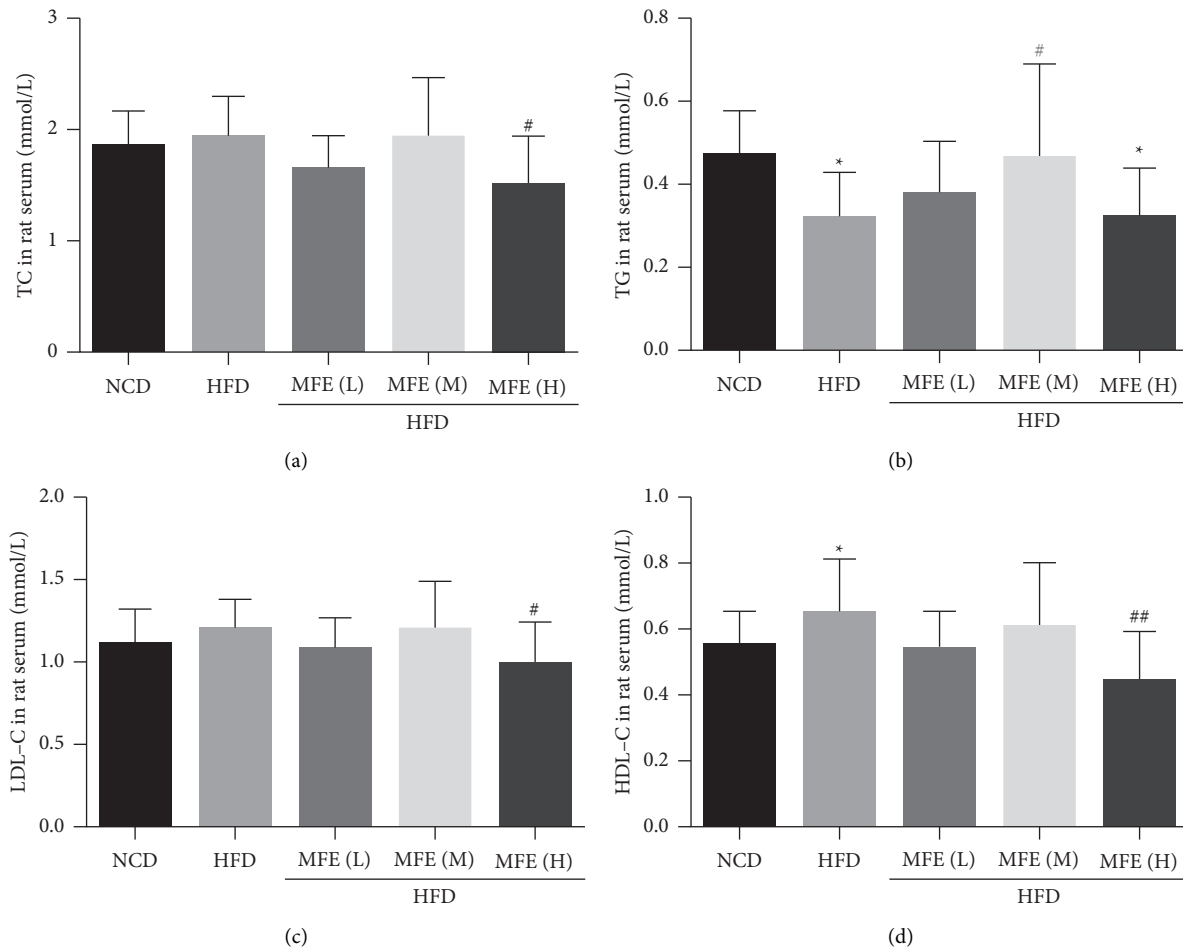 TC in rat serum (mmol/L)
3
2
1
0
#
NCD HFD MFE (L) MFE (M) MFE (H)
HFD
(a)
TG in rat serum (mmol/L)
0.8
0.6
0.4
0.2
0.0
* # *
NCD HFD MFE (L) MFE (M) MFE (H)
HFD
(b)
LDL–C in rat serum (mmol/L)
2.0
1.5
1.0
0.5
0.0
#
NCD HFD MFE (L) MFE (M) MFE (H)
HFD
(c)
HDL–C in rat serum (mmol/L)
1.0
0.8
0.6
0.4
0.2
0.0
* ##
NCD HFD MFE (L) MFE (M) MFE (H)
HFD
(d)